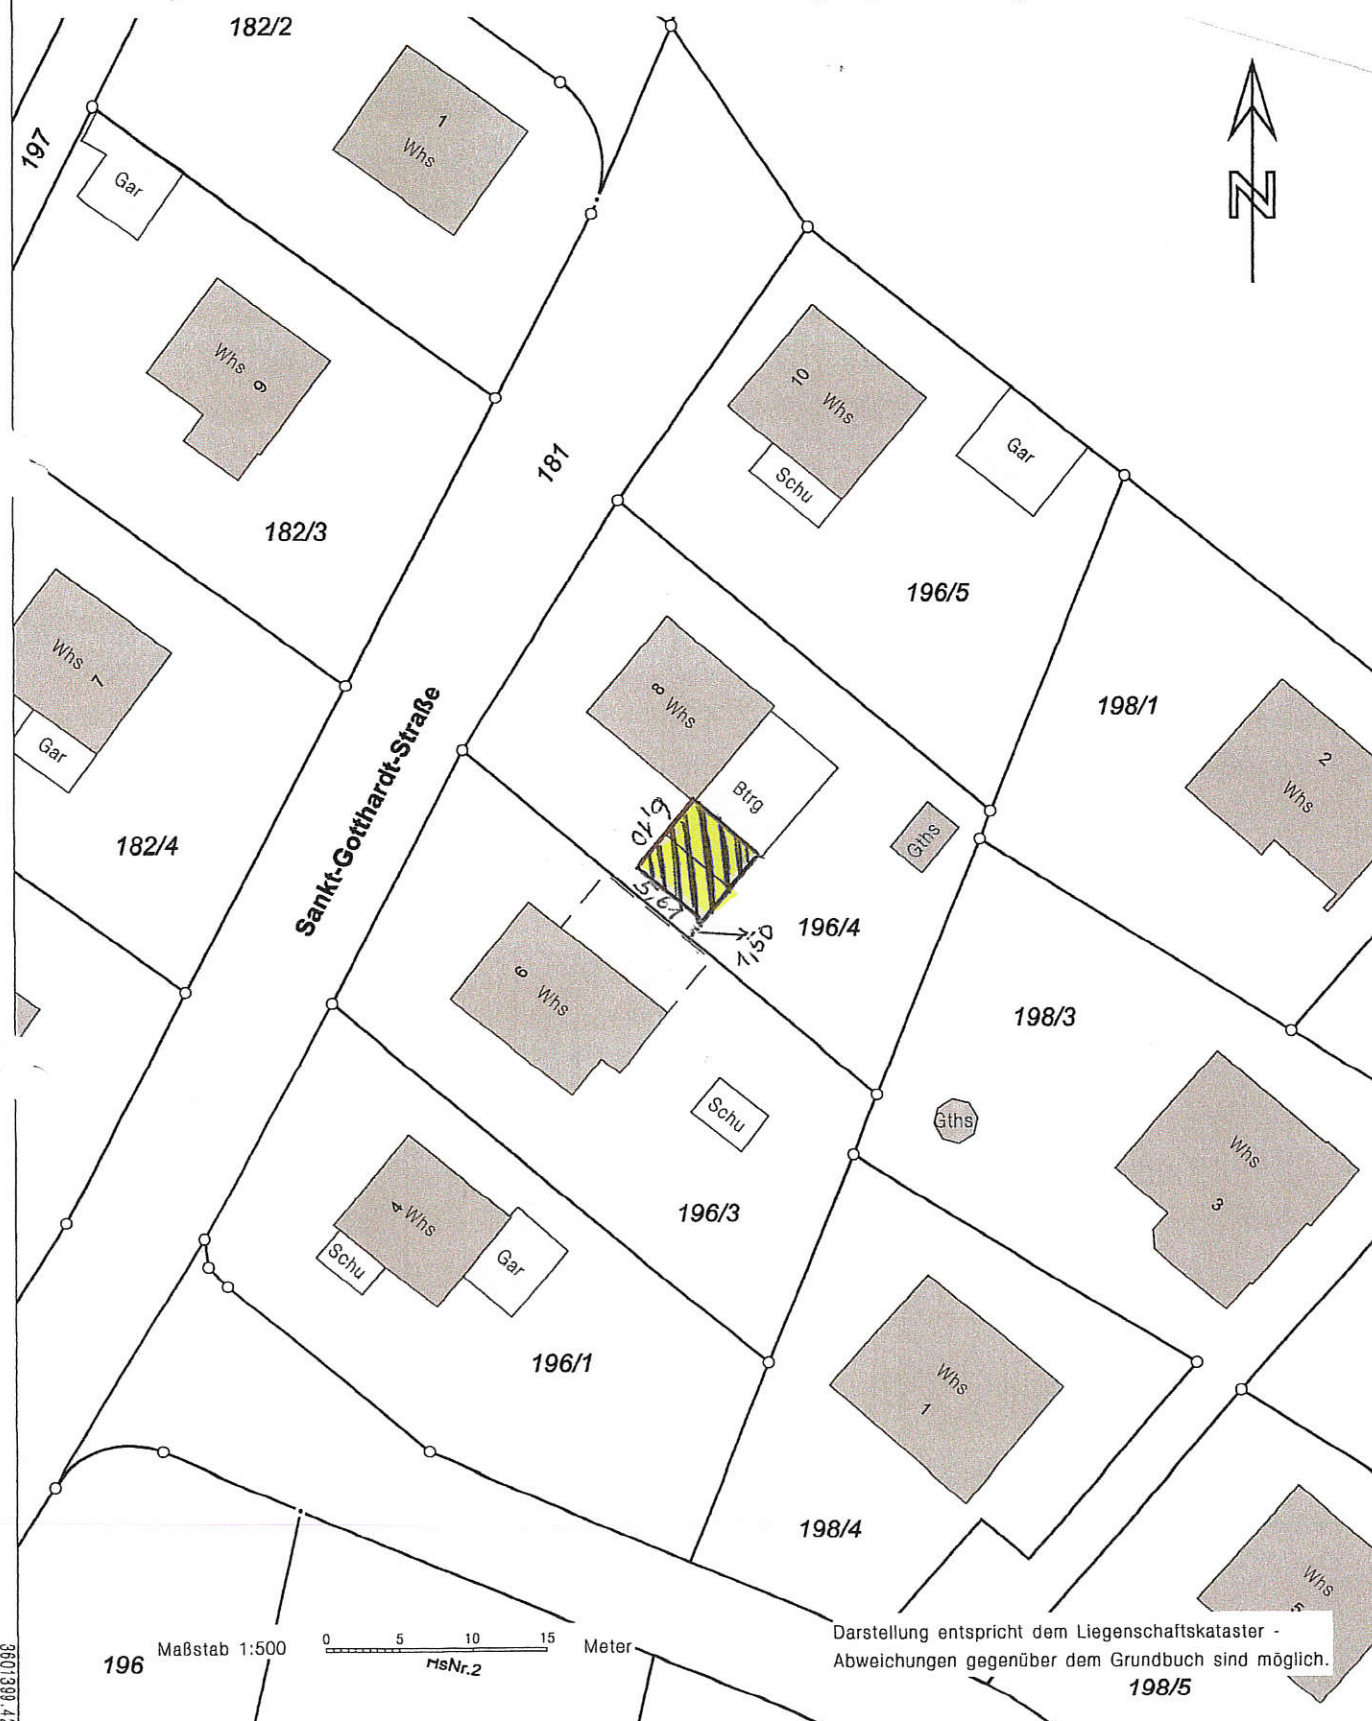 182/2
1
Whs
197
Gar
N
Whs
9
10
Whs
Gar
181
Schu
182/3
196/5
Whs
7
8
Whs
198/1
Gar
2
Whs
Btrg
6,10
Sankt-Gotthardt-Straße
182/4
Gths
5,67
1,50
196/4
6
Whs
198/3
Schu
Gths
Whs
3
196/3
4
Whs
Schu
Gar
196/1
Whs
1
198/4
Whs
5
196
Maßstab 1:500
0 5 10 15
Meter
HsNr.2
Darstellung entspricht dem Liegenschaftskataster -
Abweichungen gegenüber dem Grundbuch sind möglich.
198/5